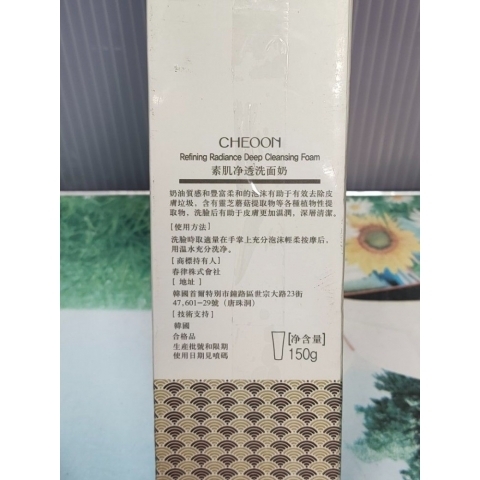 CHEOON
Refining Radiance Deep Cleansing Foam
素肌净透洗面奶
奶油質感和豐富柔和的泡沫有助于有效去除皮
膚垃圾、含有靈芝蘑菇提取物等各種植物性提
取物、洗臉后有助于皮膚更加滋潤，深層清潔。
[使用方法]
洗臉時取適量在手掌上充分泡沫輕柔按摩后，
用温水充分洗净。
[商標持有人]
春律株式會社
[地址]
韓國首爾特別市鐘路區世宗大路23街
47,601-29號（唐珠洞）
[技術支持]
韓國
合格品
生産批號和限期
使用日期見噴碼
[净含量]
150g